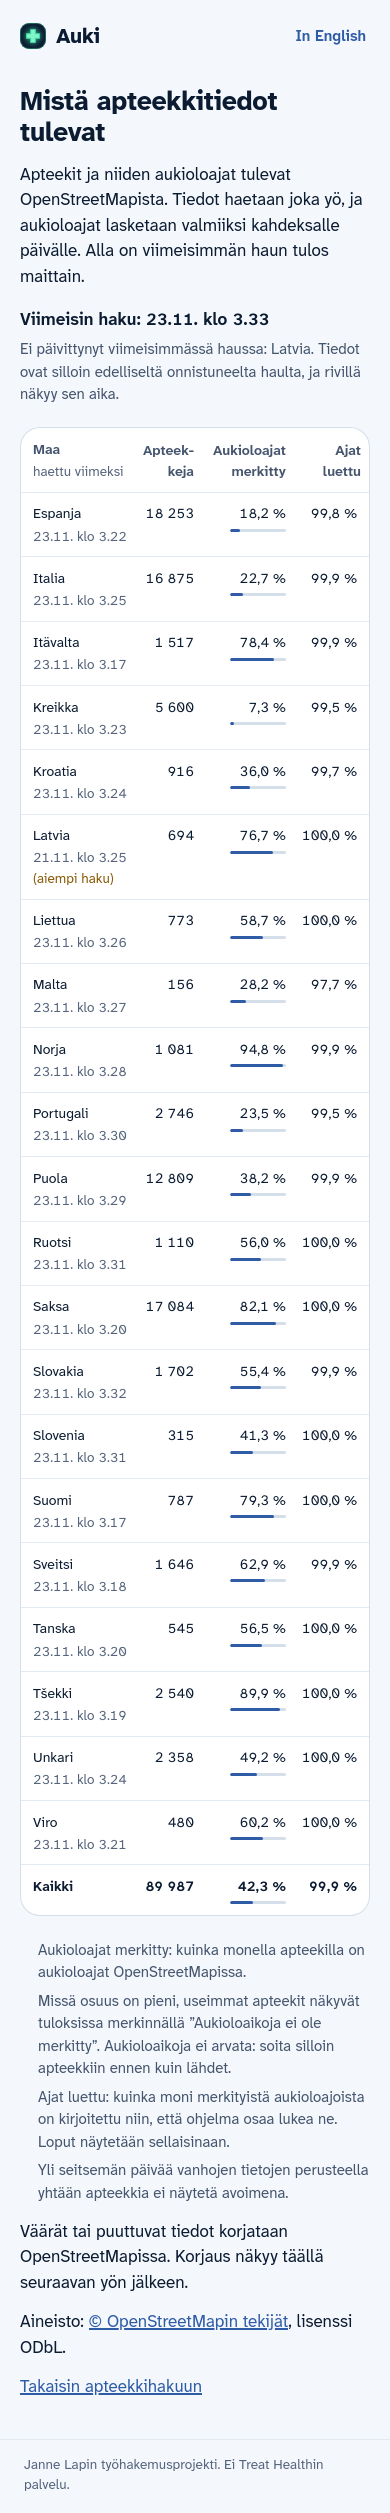 Auki
In English
Mistä apteekkitiedot
tulevat
Apteekit ja niiden aukioloajat tulevat
OpenStreetMapista. Tiedot haetaan joka yö, ja
aukioloajat lasketaan valmiiksi kahdeksalle
päivälle. Alla on viimeisimmän haun tulos
maittain.
Viimeisin haku: 23.11. klo 3.33
Ei päivittynyt viimeisimmässä haussa: Latvia. Tiedot
ovat silloin edelliseltä onnistuneelta haulta, ja rivillä
näkyy sen aika.
Maa Apteek- Aukioloajat Ajat
haettu viimeksi keja merkitty luettu
Espanja 18 253 18,2 % 99,8 %
23.11. klo 3.22
Italia 16 875 22,7 % 99,9 %
23.11. klo 3.25
Itävalta 1 517 78,4 % 99,9 %
23.11. klo 3.17
Kreikka 5 600 7,3 % 99,5 %
23.11. klo 3.23
Kroatia 916 36,0 % 99,7 %
23.11. klo 3.24
Latvia 694 76,7 % 100,0 %
21.11. klo 3.25
(aiempi haku)
Liettua 773 58,7 % 100,0 %
23.11. klo 3.26
Malta 156 28,2 % 97,7 %
23.11. klo 3.27
Norja 1 081 94,8 % 99,9 %
23.11. klo 3.28
Portugali 2 746 23,5 % 99,5 %
23.11. klo 3.30
Puola 12 809 38,2 % 99,9 %
23.11. klo 3.29
Ruotsi 1 110 56,0 % 100,0 %
23.11. klo 3.31
Saksa 17 084 82,1 % 100,0 %
23.11. klo 3.20
Slovakia 1 702 55,4 % 99,9 %
23.11. klo 3.32
Slovenia 315 41,3 % 100,0 %
23.11. klo 3.31
Suomi 787 79,3 % 100,0 %
23.11. klo 3.17
Sveitsi 1 646 62,9 % 99,9 %
23.11. klo 3.18
Tanska 545 56,5 % 100,0 %
23.11. klo 3.20
Tšekki 2 540 89,9 % 100,0 %
23.11. klo 3.19
Unkari 2 358 49,2 % 100,0 %
23.11. klo 3.24
Viro 480 60,2 % 100,0 %
23.11. klo 3.21
Kaikki 89 987 42,3 % 99,9 %
Aukioloajat merkitty: kuinka monella apteekilla on
aukioloajat OpenStreetMapissa.
Missä osuus on pieni, useimmat apteekit näkyvät
tuloksissa merkinnällä ”Aukioloaikoja ei ole
merkitty”. Aukioloaikoja ei arvata: soita silloin
apteekkiin ennen kuin lähdet.
Ajat luettu: kuinka moni merkityistä aukioloajoista
on kirjoitettu niin, että ohjelma osaa lukea ne.
Loput näytetään sellaisinaan.
Yli seitsemän päivää vanhojen tietojen perusteella
yhtään apteekkia ei näytetä avoimena.
Väärät tai puuttuvat tiedot korjataan
OpenStreetMapissa. Korjaus näkyy täällä
seuraavan yön jälkeen.
Aineisto: © OpenStreetMapin tekijät, lisenssi
ODbL.
Takaisin apteekkihakuun
Janne Lapin työhakemusprojekti. Ei Treat Healthin
palvelu.